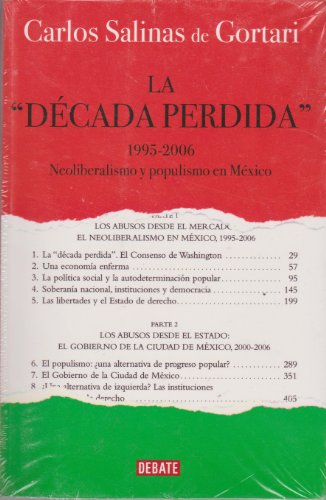 Carlos Salinas de Gortari
LA
“DÉCADA PERDIDA”
1995-2006
Neoliberalismo y populismo en México
LOS ABUSOS DESDE EL MERCADO.
EL NEOLIBERALISMO EN MÉXICO, 1995-2006
1. La “década perdida”. El Consenso de Washington . . . . . 29
2. Una economía enferma . . . . . 57
3. La política social y la autodeterminación popular . . . . . 95
4. Soberanía nacional, instituciones y democracia . . . . . 145
5. Las libertades y el Estado de derecho . . . . . 199
PARTE 2
LOS ABUSOS DESDE EL ESTADO:
EL GOBIERNO DE LA CIUDAD DE MÉXICO, 2000-2006
6. El populismo: ¿una alternativa de progreso popular? . . . . . 289
7. El Gobierno de la Ciudad de México . . . . . 351
8. ¿Una alternativa de izquierda? Las instituciones
derecho . . . . . 405
DEBATE